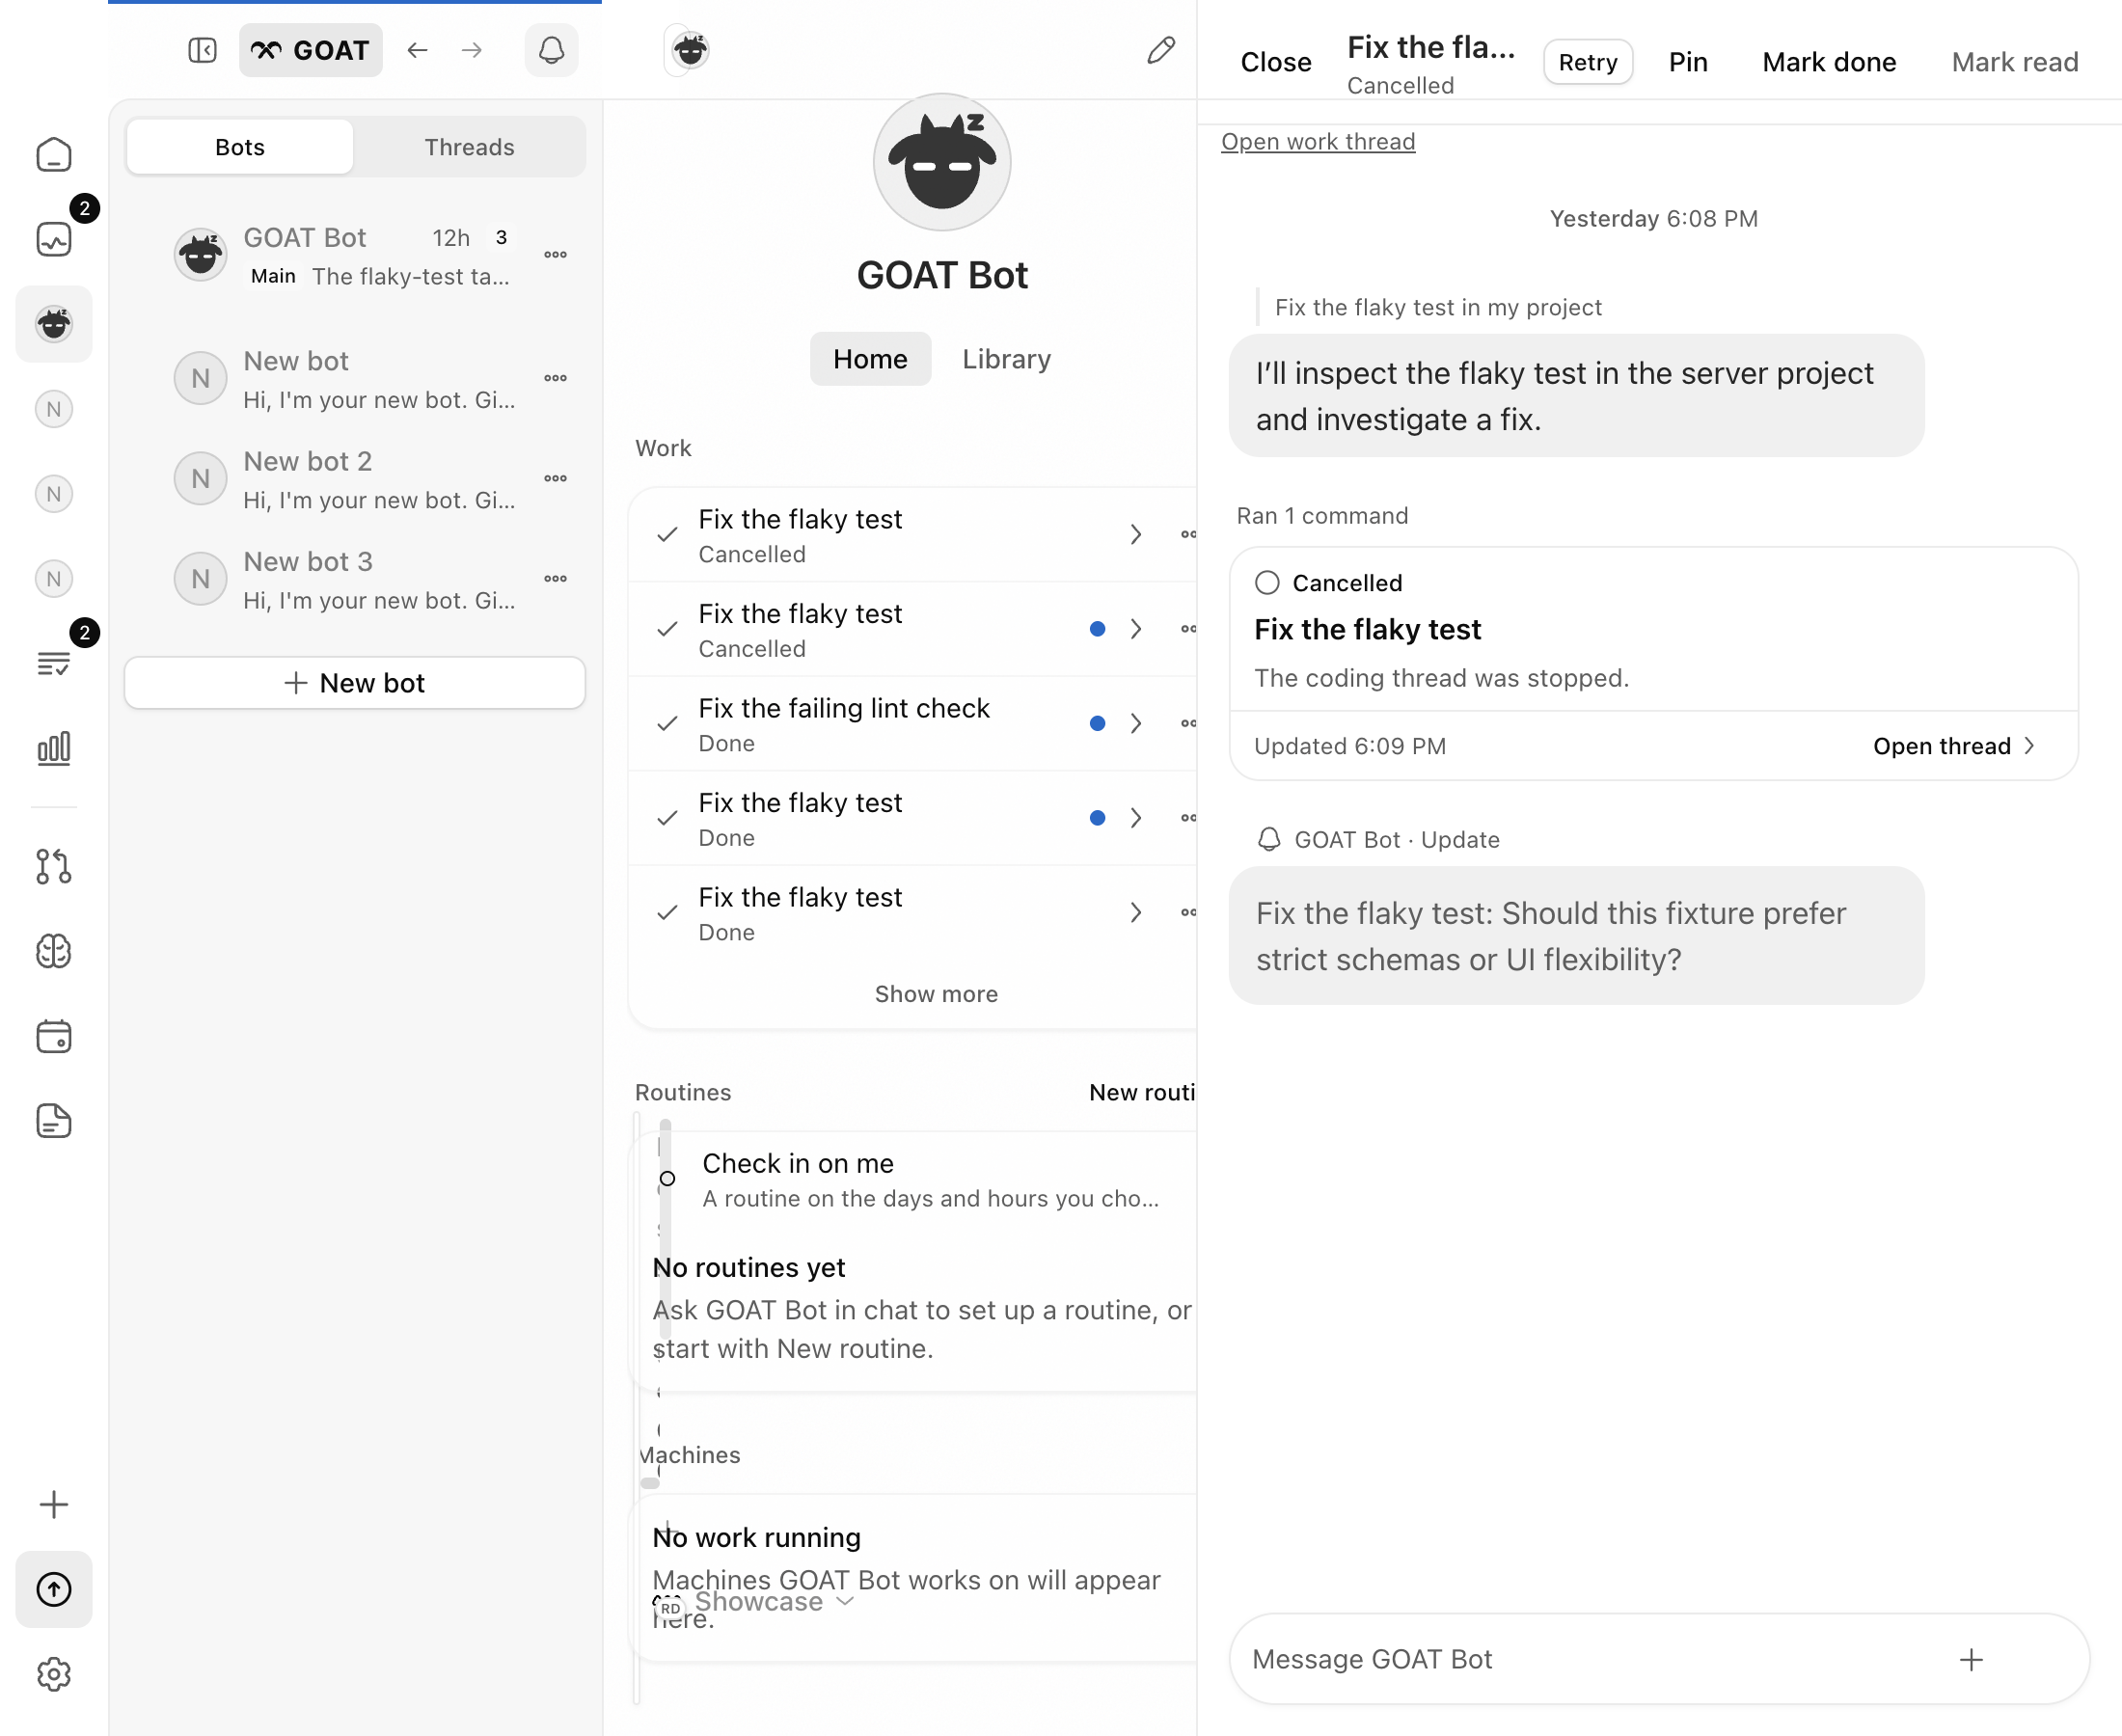 GOAT
2
2
Bots
Threads
GOAT Bot 12h 3
Main The flaky-test ta...
N New bot
Hi, I'm your new bot. Gi...
N New bot 2
Hi, I'm your new bot. Gi...
N New bot 3
Hi, I'm your new bot. Gi...
N
N
N
New bot
GOAT Bot
Home
Library
Work
Fix the flaky test
Cancelled
Fix the flaky test
Cancelled
Fix the failing lint check
Done
Fix the flaky test
Done
Fix the flaky test
Done
Show more
Routines
New routi
Check in on me
A routine on the days and hours you cho...
No routines yet
Ask GOAT Bot in chat to set up a routine, or
start with New routine.
Machines
No work running
Machines GOAT Bot works on will appear
here.
RD Showcase
Close
Fix the fla...
Cancelled
Retry
Pin
Mark done
Mark read
Open work thread
Yesterday 6:08 PM
Fix the flaky test in my project
I’ll inspect the flaky test in the server project
and investigate a fix.
Ran 1 command
Cancelled
Fix the flaky test
The coding thread was stopped.
Updated 6:09 PM
Open thread
GOAT Bot · Update
Fix the flaky test: Should this fixture prefer
strict schemas or UI flexibility?
Message GOAT Bot